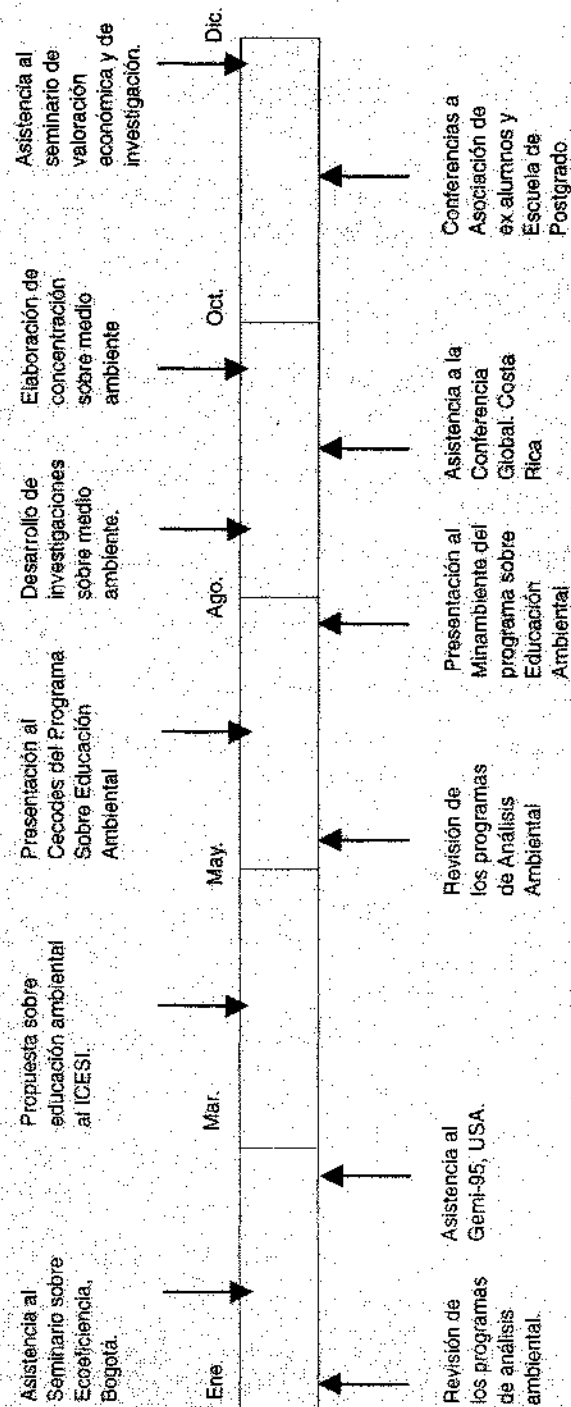 Asistencia al
Seminario sobre
Ecoeficiencia,
Bogotá.
Propuesta sobre
educación ambiental
al ICESI.
Presentación al
Cecodes del Programa
Sobre Educación
Ambiental
Desarrollo de
investigaciones
sobre medio
ambiente.
Elaboración de
concentración
sobre medio
ambiente
Asistencia al
seminario de
valoración
económica y de
investigación.
Ene.
Mar.
May.
Ago.
Oct.
Dic.
Revisión de
los programas
de análisis
ambiental.
Asistencia al
Gemi-95, USA.
Revisión de
los programas
de Análisis
Ambiental
Presentación al
Minambiente del
programa sobre
Educación
Ambiental
Asistencia a la
Conferencia
Global. Costa
Rica
Conferencias a
Asociación de
ex alumnos y
Escuela de
Postgrado